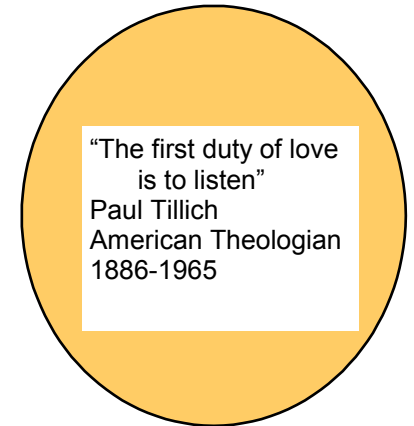 “The first duty of love
is to listen”
Paul Tillich
American Theologian
1886-1965